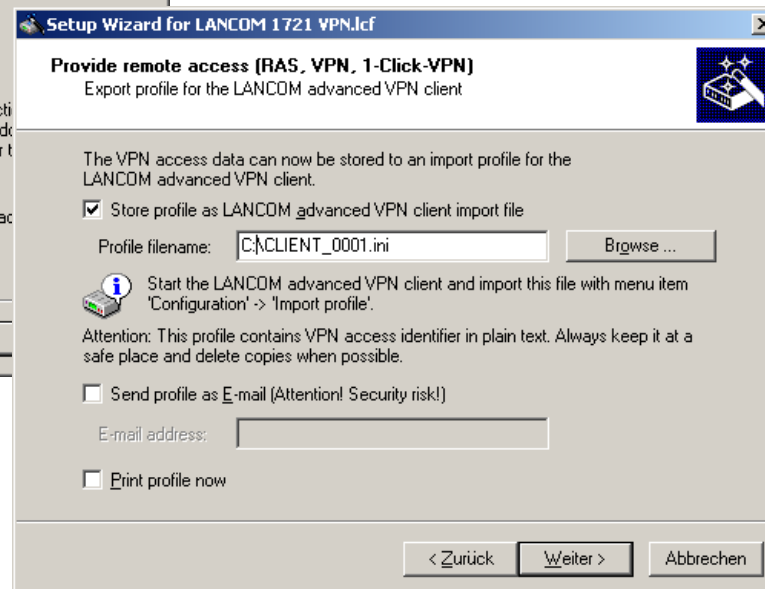 Setup Wizard for LANCOM 1721 VPN.lcf
Provide remote access (RAS, VPN, 1-Click-VPN)
Export profile for the LANCOM advanced VPN client
The VPN access data can now be stored to an import profile for the
LANCOM advanced VPN client.
Store profile as LANCOM advanced VPN client import file
Profile filename: C:\CLIENT_0001.ini Browse ...
Start the LANCOM advanced VPN client and import this file with menu item
'Configuration' -> 'Import profile'.
Attention: This profile contains VPN access identifier in plain text. Always keep it at a
safe place and delete copies when possible.
Send profile as E-mail (Attention! Security risk!)
E-mail address:
Print profile now
< Zurück Weiter > Abbrechen